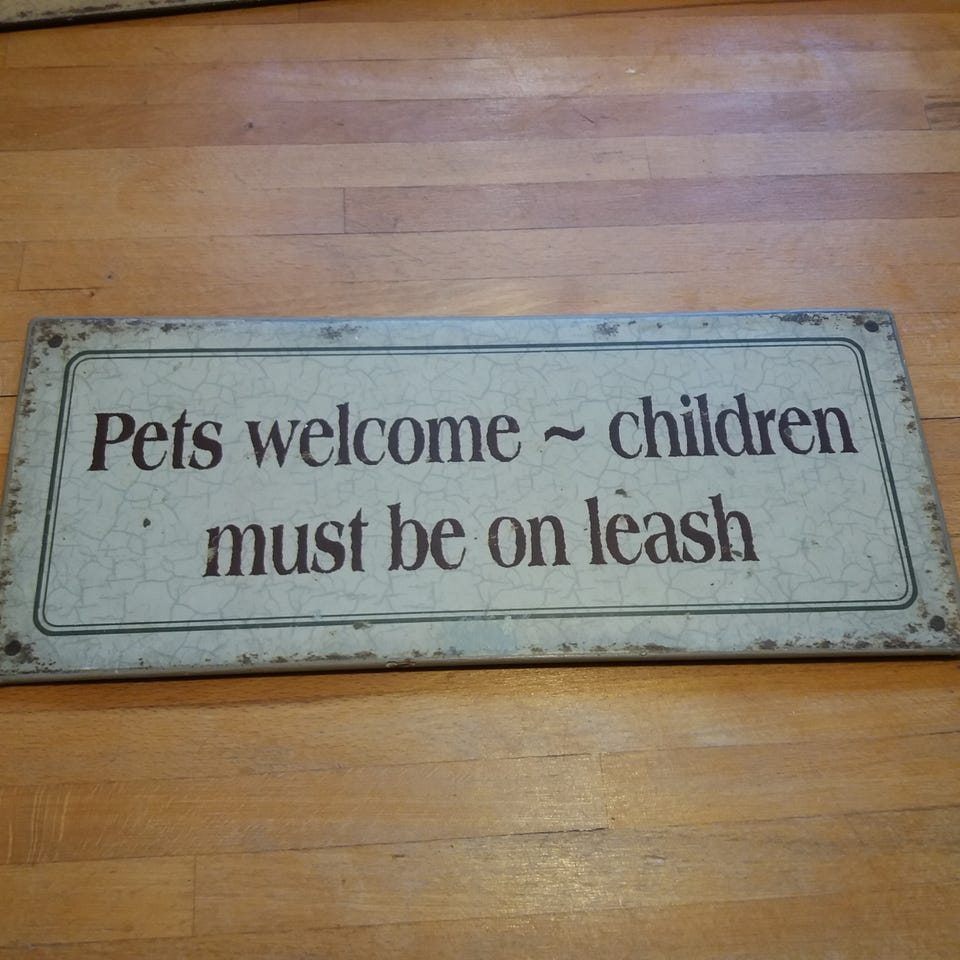 Pets welcome ~ children
must be on leash